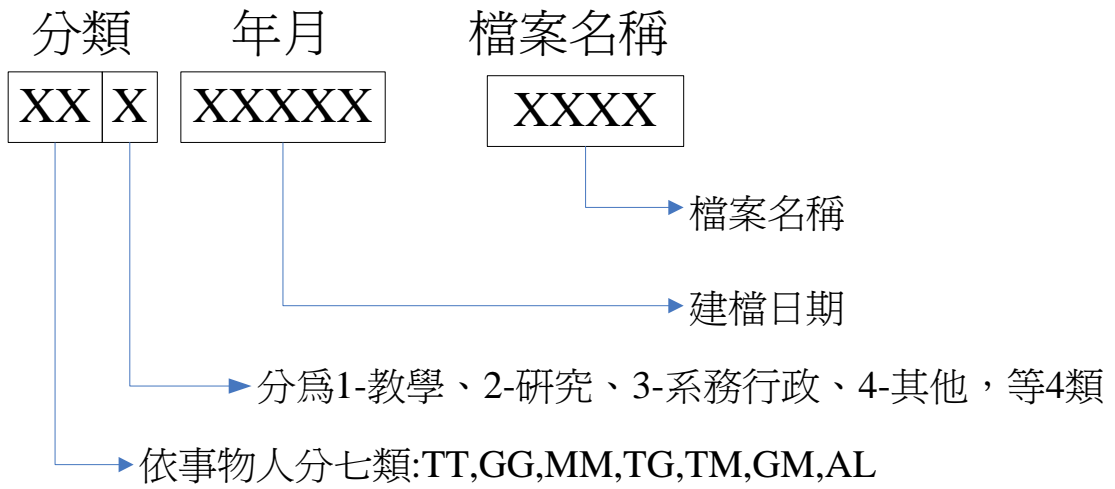 分類 年月 檔案名稱
XX X XXXXX XXXX
檔案名稱
建檔日期
分爲1-教學、2-研究、3-系務行政、4-其他，等4類
依事物人分七類:TT,GG,MM,TG,TM,GM,AL